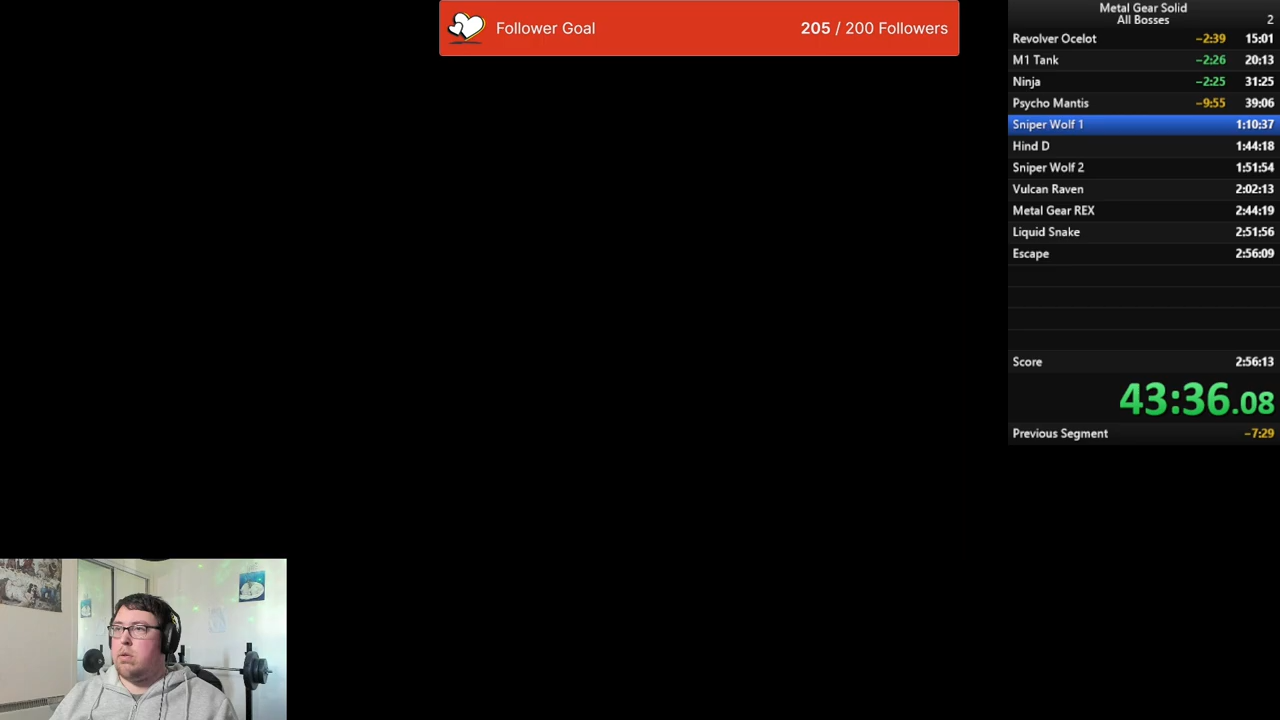 Follower Goal 205 / 200 Followers
Metal Gear Solid
All Bosses 2
Revolver Ocelot −2:39 15:01
M1 Tank −2:26 20:13
Ninja −2:25 31:25
Psycho Mantis −9:55 39:06
Sniper Wolf 1 1:10:37
Hind D 1:44:18
Sniper Wolf 2 1:51:54
Vulcan Raven 2:02:13
Metal Gear REX 2:44:19
Liquid Snake 2:51:56
Escape 2:56:09
Score 2:56:13
43:36.08
Previous Segment −7:29